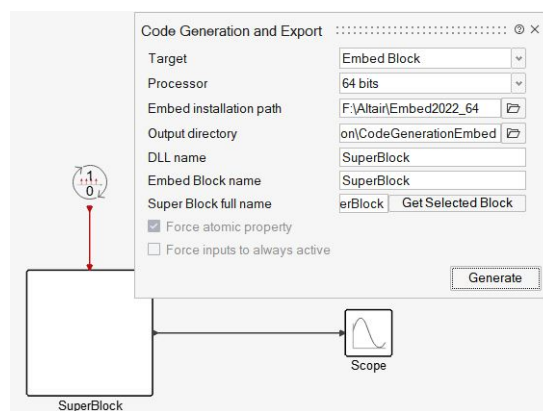 Code Generation and Export
Target Embed Block
Processor 64 bits
Embed installation path F:\Altair\Embed2022_64
Output directory on\CodeGenerationEmbed
DLL name SuperBlock
Embed Block name SuperBlock
Super Block full name erBlock Get Selected Block
Force atomic property
Force inputs to always active
Generate
1
0
Scope
SuperBlock